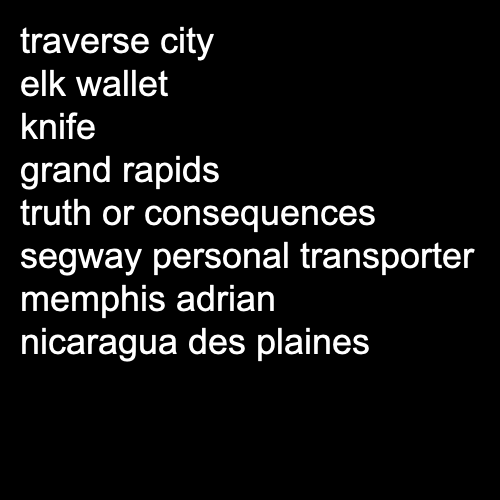 traverse city
elk wallet
knife
grand rapids
truth or consequences
segway personal transporter
memphis adrian
nicaragua des plaines